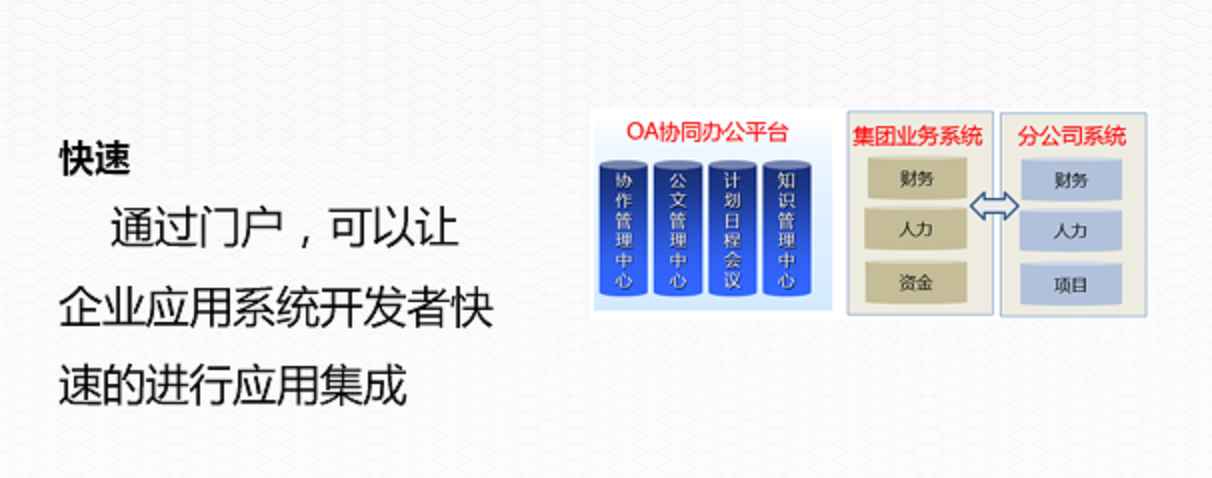 快速
通过门户，可以让
企业应用系统开发者快
速的进行应用集成
OA协同办公平台
协作管理中心
公文管理中心
计划日程会议
知识管理中心
集团业务系统
财务
人力
资金
分公司系统
财务
人力
项目